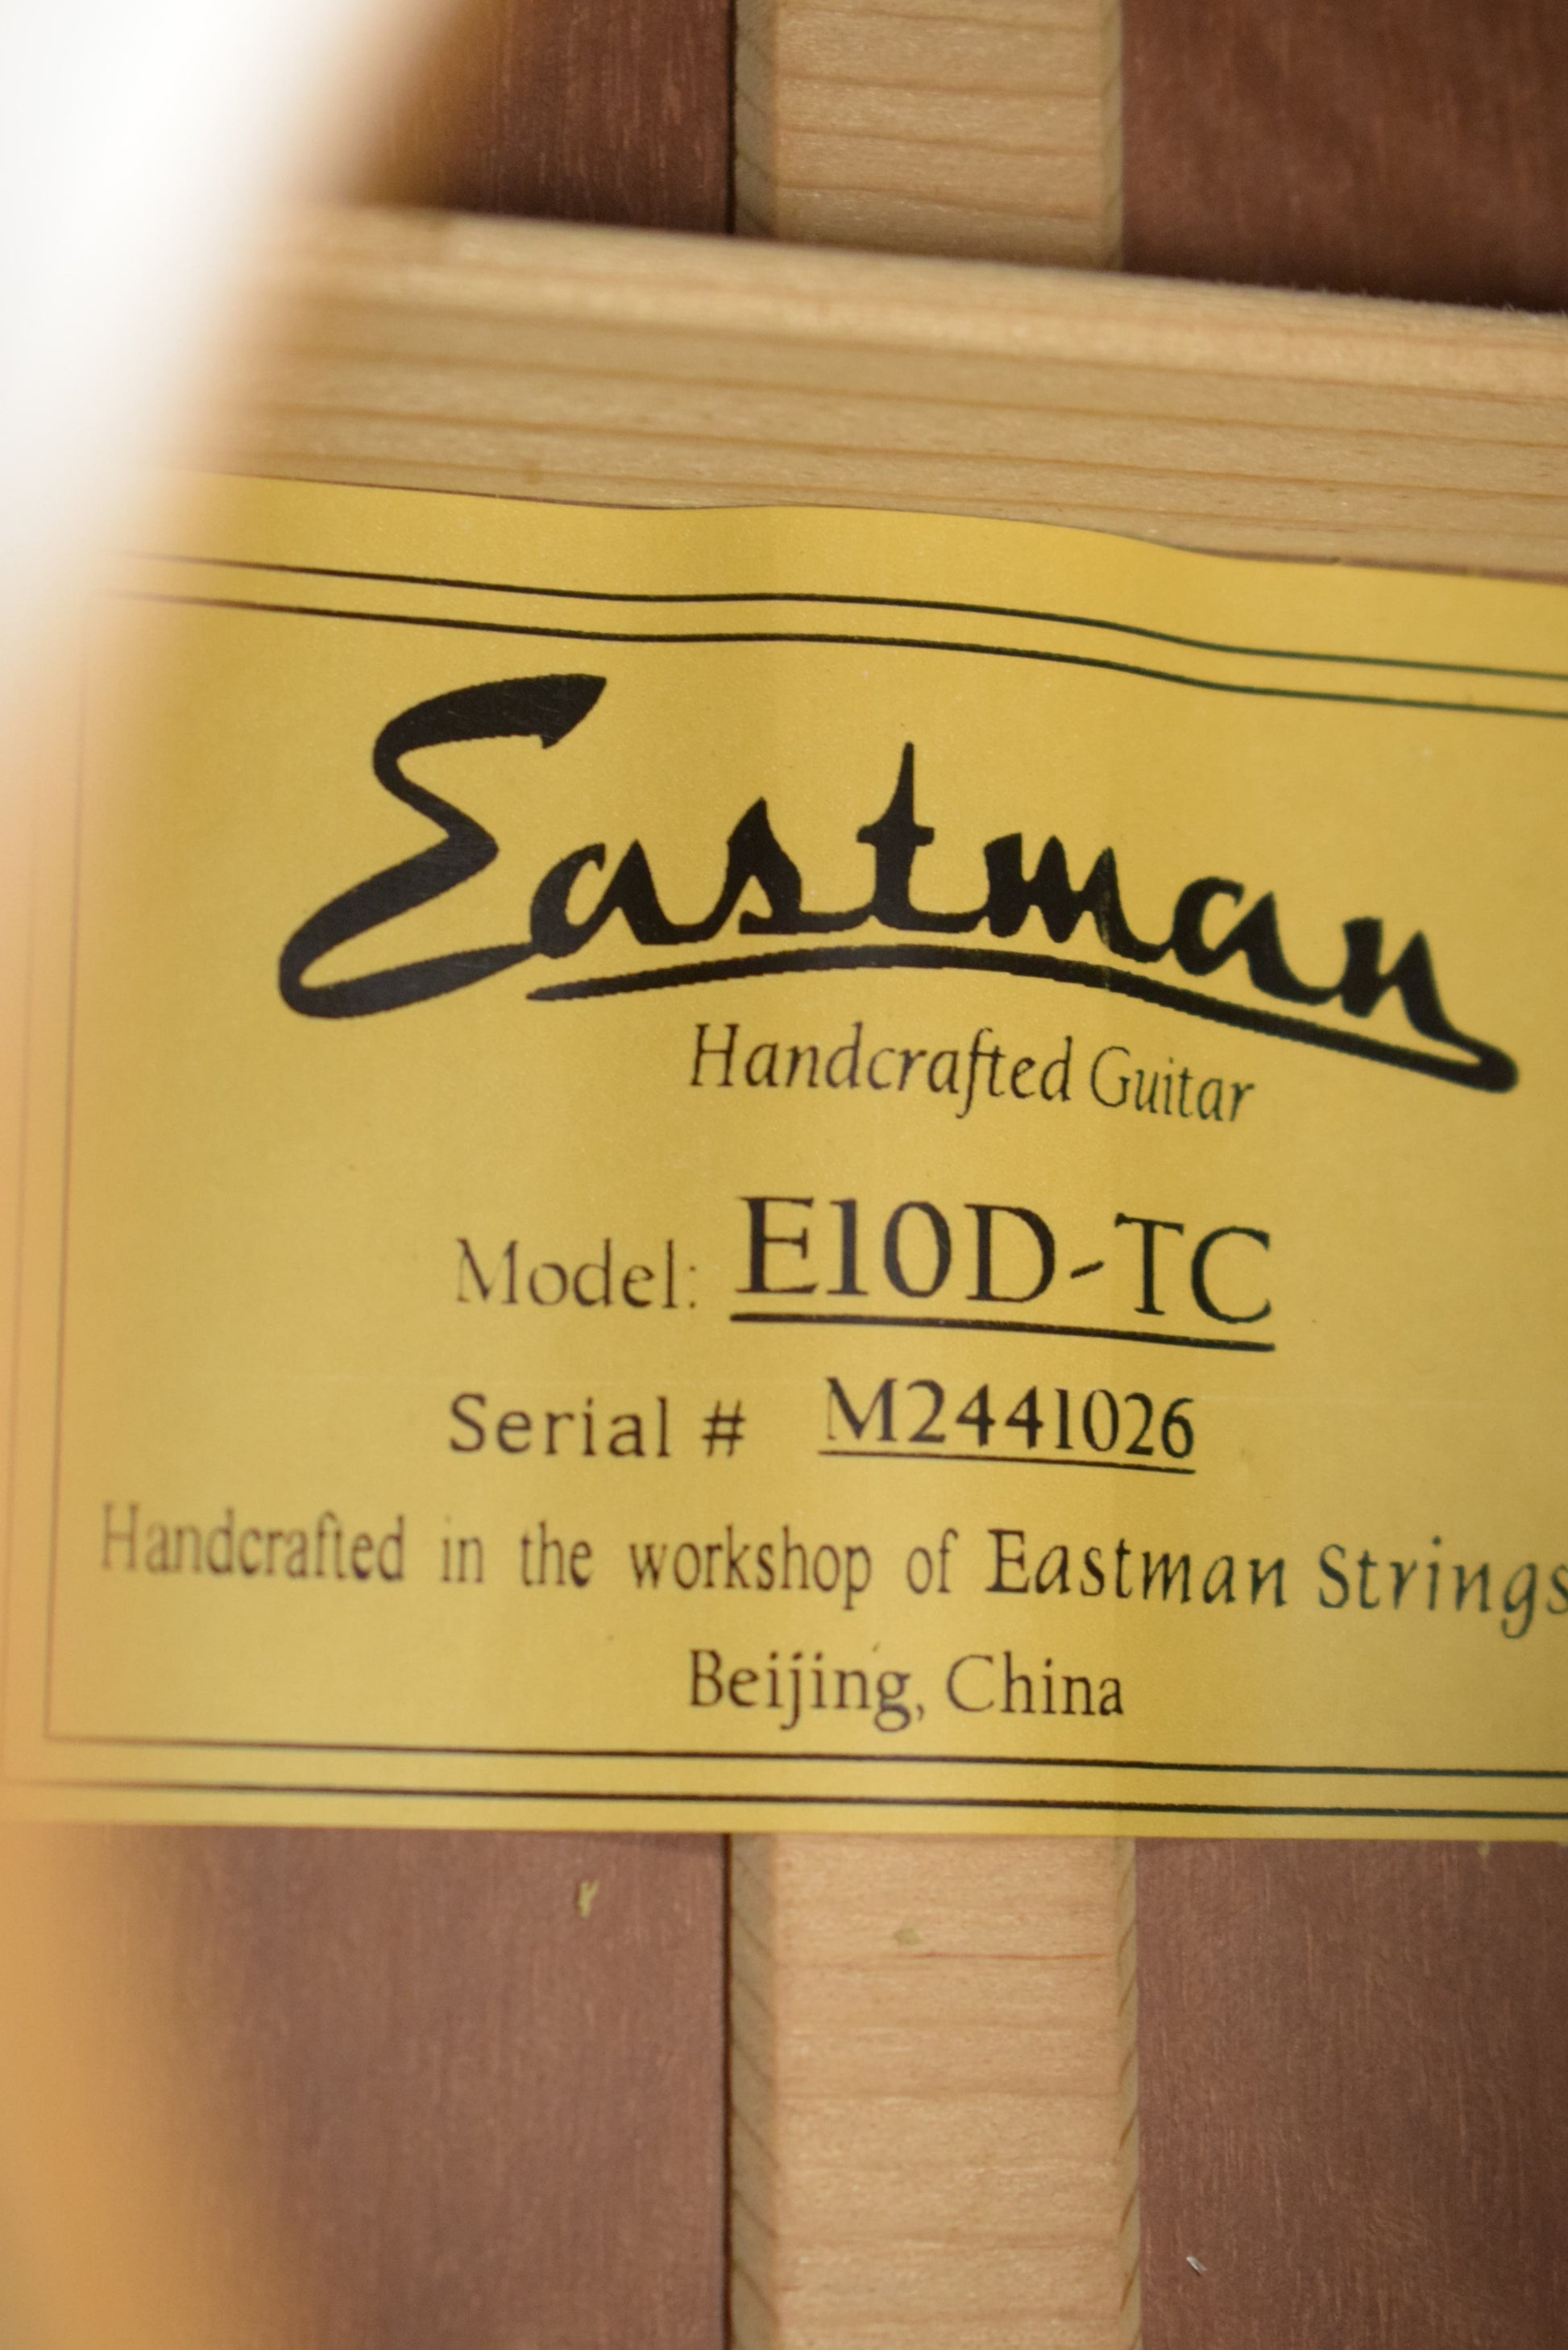 Eastman
Handcrafted Guitar
Model: E10D-TC
Serial # M2441026
Handcrafted in the workshop of Eastman Strings
Beijing, China